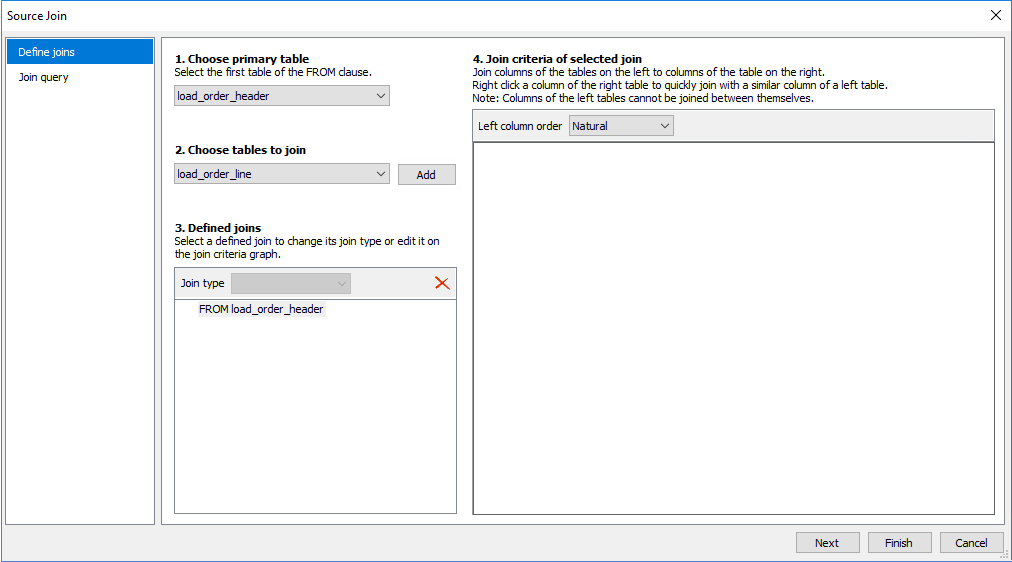 Source Join
Define joins
Join query
1. Choose primary table
Select the first table of the FROM clause.
load_order_header
2. Choose tables to join
load_order_line
Add
3. Defined joins
Select a defined join to change its join type or edit it on
the join criteria graph.
Join type
FROM load_order_header
4. Join criteria of selected join
Join columns of the tables on the left to columns of the table on the right.
Right click a column of the right table to quickly join with a similar column of a left table.
Note: Columns of the left tables cannot be joined between themselves.
Left column order
Natural
Next
Finish
Cancel